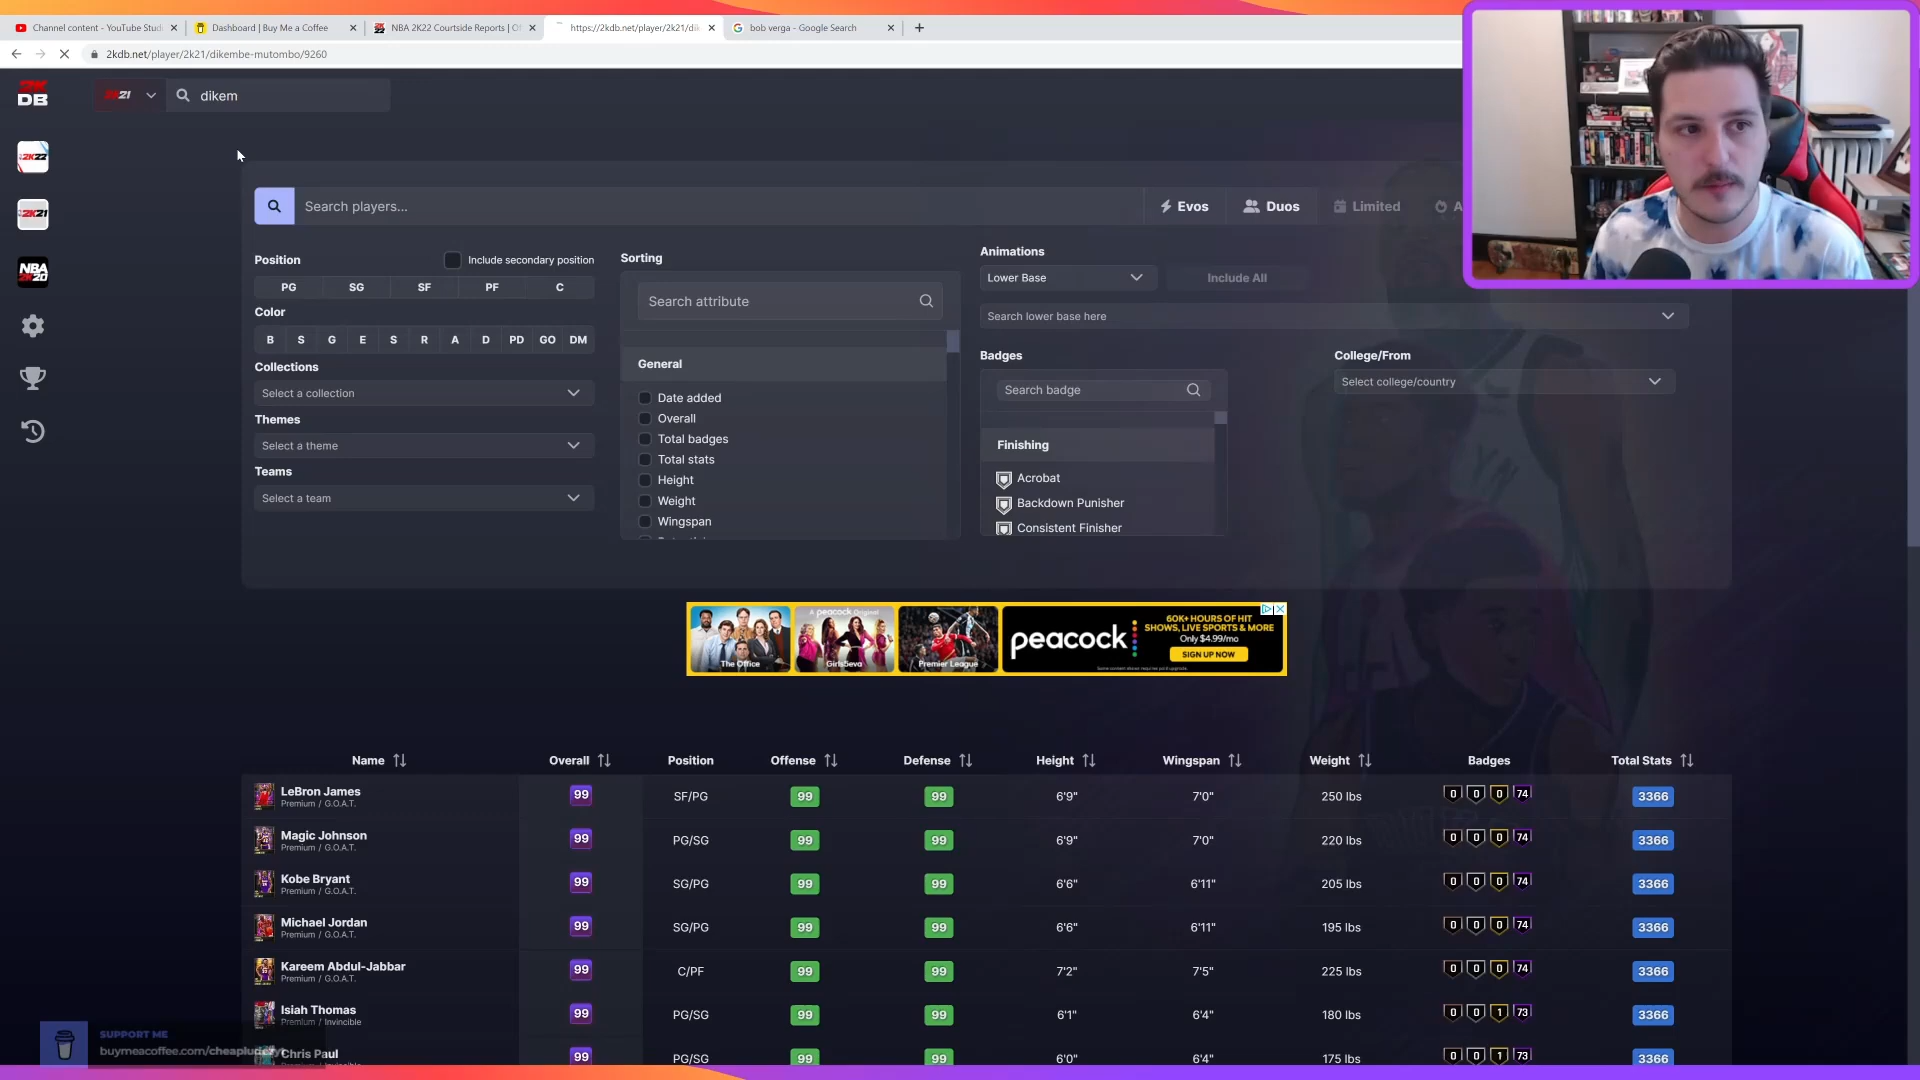 Channel content - YouTube Studi
Dashboard | Buy Me a Coffee
NBA 2K22 Courtside Reports | Of
https://2kdb.net/player/2k21/di
bob verga - Google Search
2kdb.net/player/2k21/dikembe-mutombo/9260
2K
DB
2K21
dikem
2K22
2K21
NBA
2K20
Search players...
Evos
Duos
Limited
A
Position
Include secondary position
PG SG SF PF C
Color
B S G E S R A D PD GO DM
Collections
Select a collection
Themes
Select a theme
Teams
Select a team
Sorting
Search attribute
General
Date added
Overall
Total badges
Total stats
Height
Weight
Wingspan
Animations
Lower Base
Include All
Search lower base here
Badges
Search badge
Finishing
Acrobat
Backdown Punisher
Consistent Finisher
College/From
Select college/country
The Office
A peacock Original
Girls5eva
Premier League
peacock
60K+ HOURS OF HIT
SHOWS, LIVE SPORTS & MORE
Only $4.99/mo
SIGN UP NOW
Name Overall Position Offense Defense Height Wingspan Weight Badges Total Stats
LeBron James 99 SF/PG 99 99 6'9" 7'0" 250 lbs 0 0 0 74 3366
Premium / G.O.A.T.
Magic Johnson 99 PG/SG 99 99 6'9" 7'0" 220 lbs 0 0 0 74 3366
Premium / G.O.A.T.
Kobe Bryant 99 SG/PG 99 99 6'6" 6'11" 205 lbs 0 0 0 74 3366
Premium / G.O.A.T.
Michael Jordan 99 SG/PG 99 99 6'6" 6'11" 195 lbs 0 0 0 74 3366
Premium / G.O.A.T.
Kareem Abdul-Jabbar 99 C/PF 99 99 7'2" 7'5" 225 lbs 0 0 0 74 3366
Premium / G.O.A.T.
Isiah Thomas 99 PG/SG 99 99 6'1" 6'4" 180 lbs 0 0 1 73 3366
Premium / Invincible
Chris Paul 99 PG/SG 99 99 6'0" 6'4" 175 lbs 0 0 1 73 3366
SUPPORT ME